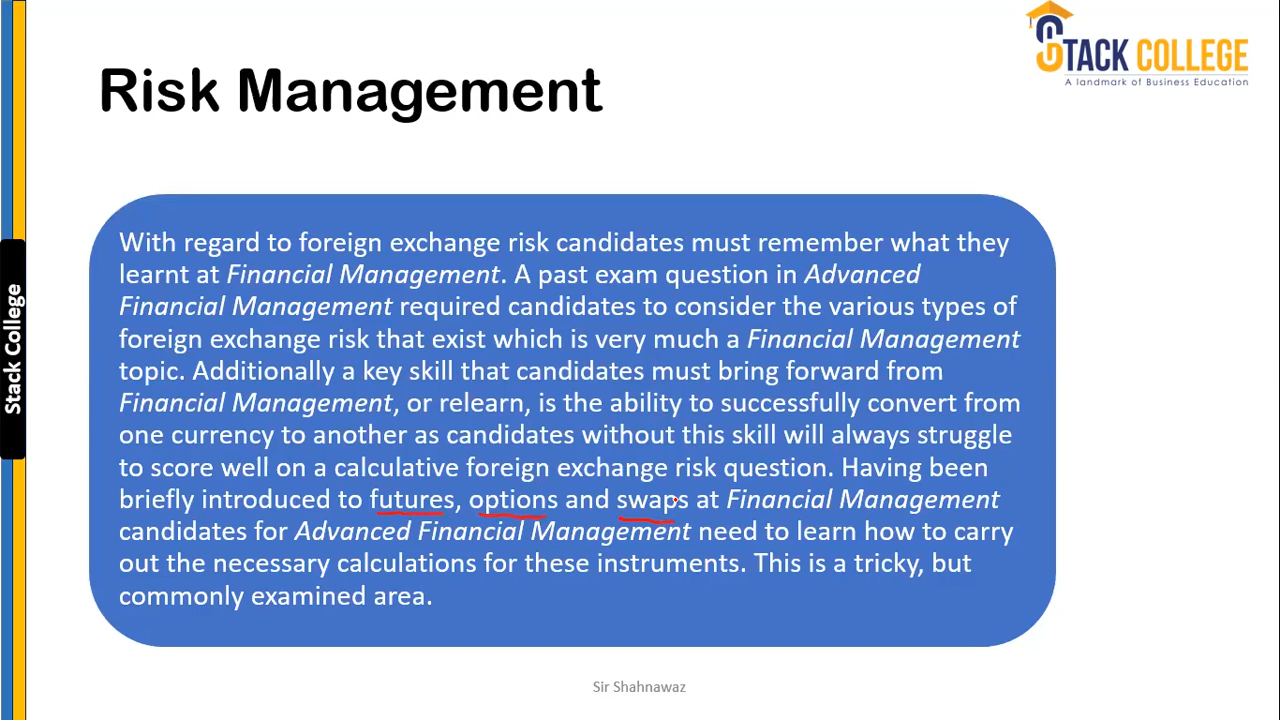 STACK COLLEGE
A landmark of Business Education
Risk Management
With regard to foreign exchange risk candidates must remember what they
learnt at Financial Management. A past exam question in Advanced
Financial Management required candidates to consider the various types of
foreign exchange risk that exist which is very much a Financial Management
topic. Additionally a key skill that candidates must bring forward from
Financial Management, or relearn, is the ability to successfully convert from
one currency to another as candidates without this skill will always struggle
to score well on a calculative foreign exchange risk question. Having been
briefly introduced to futures, options and swaps at Financial Management
candidates for Advanced Financial Management need to learn how to carry
out the necessary calculations for these instruments. This is a tricky, but
commonly examined area.
Stack College
Sir Shahnawaz